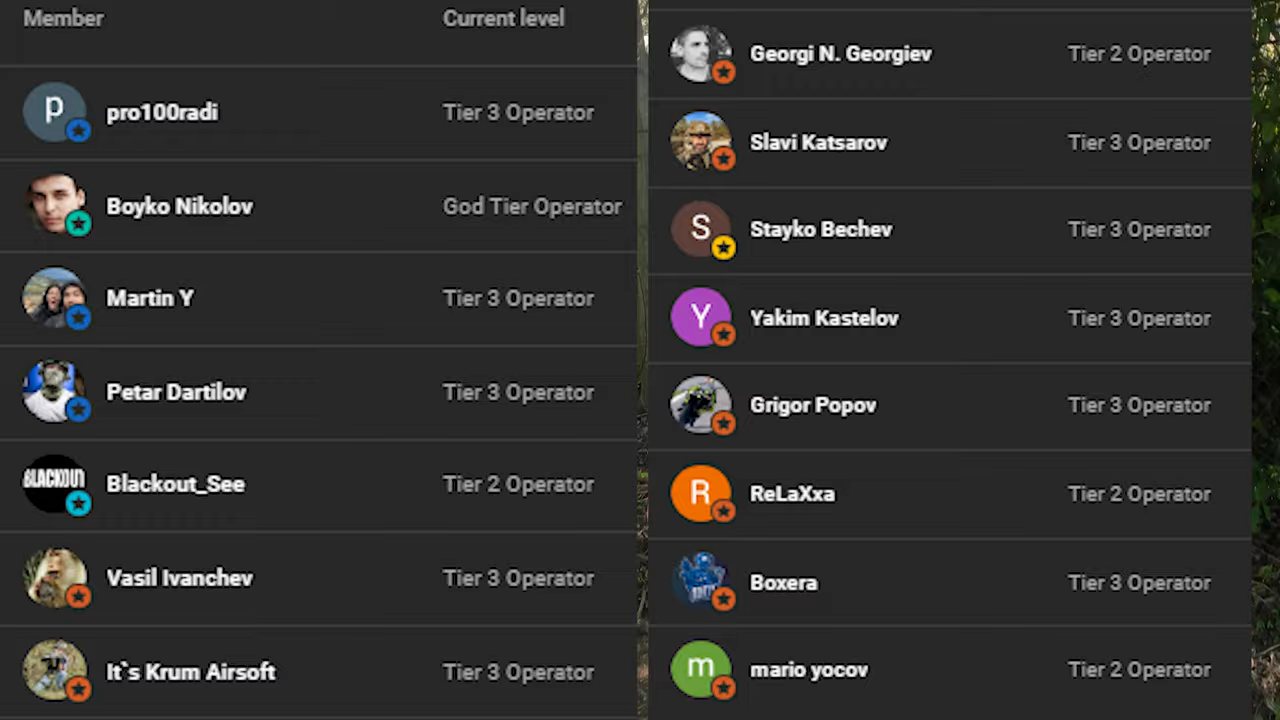 Member Current level
p pro100radi Tier 3 Operator
Boyko Nikolov God Tier Operator
Martin Y Tier 3 Operator
Petar Dartilov Tier 3 Operator
BLACKOUT Blackout_See Tier 2 Operator
Vasil Ivanchev Tier 3 Operator
It`s Krum Airsoft Tier 3 Operator
Georgi N. Georgiev Tier 2 Operator
Slavi Katsarov Tier 3 Operator
S Stayko Bechev Tier 3 Operator
Y Yakim Kastelov Tier 3 Operator
Grigor Popov Tier 3 Operator
R ReLaXxa Tier 2 Operator
Boxera Tier 3 Operator
m mario yocov Tier 2 Operator